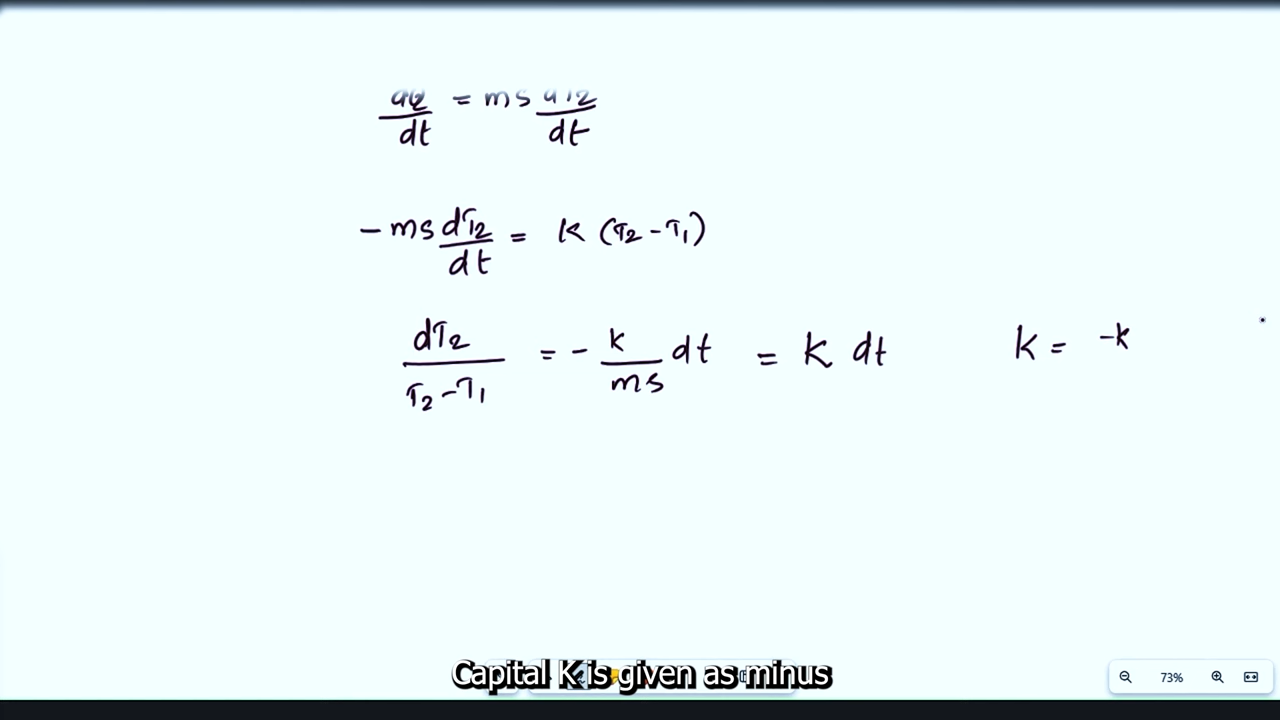 dQ/dt = ms dT2/dt
-ms dT2/dt = k (T2 - T1)
dT2/(T2 - T1) = - k/ms dt = K dt K = -k
Capital K is given as minus
73%